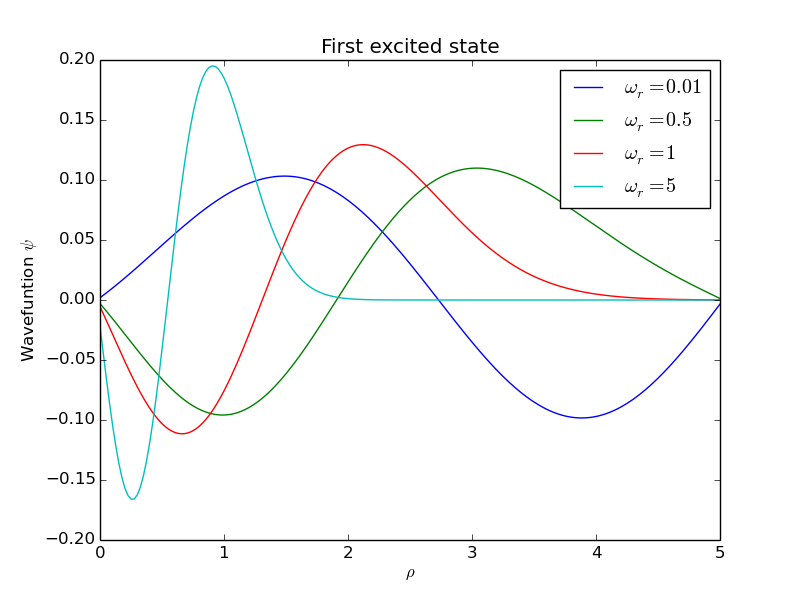 First excited state
0.20
0.15
0.10
0.05
0.00
−0.05
−0.10
−0.15
−0.20
Wavefuntion ψ
ω_r =0.01
ω_r =0.5
ω_r =1
ω_r =5
0 1 2 3 4 5
ρ